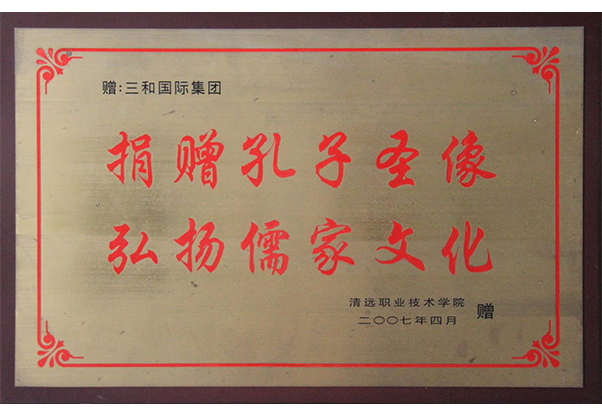 赠:三和国际集团
捐赠孔子圣像
弘扬儒家文化
清远职业技术学院
二〇〇七年四月
赠